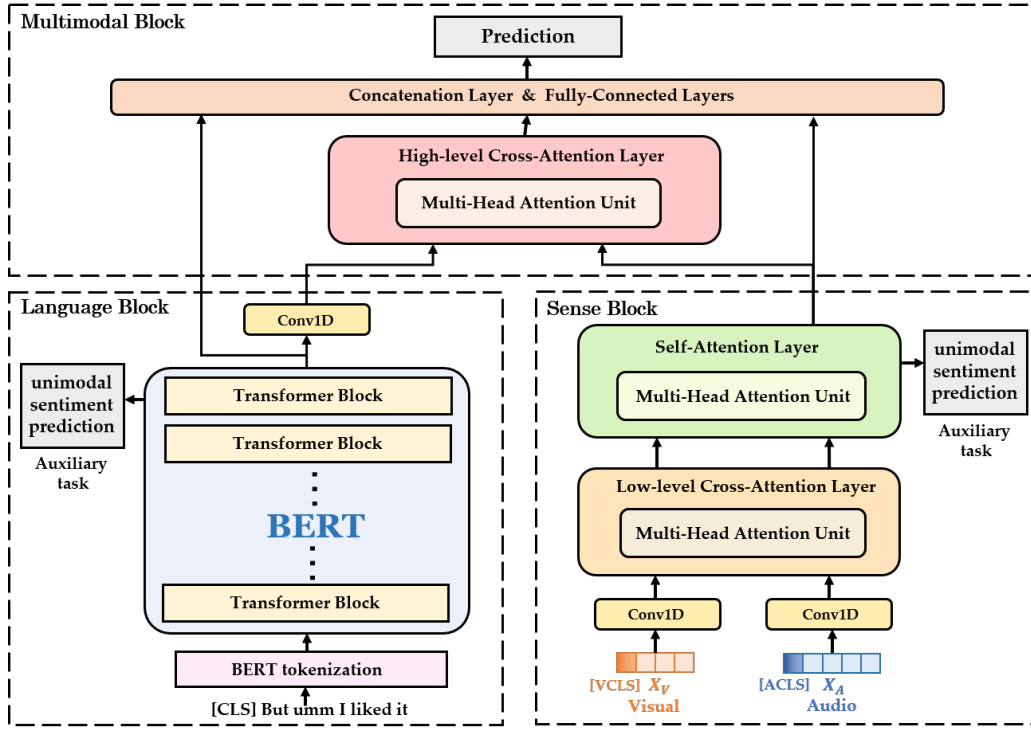 Multimodal Block
Prediction
Concatenation Layer & Fully-Connected Layers
High-level Cross-Attention Layer
Multi-Head Attention Unit
Language Block
Conv1D
unimodal
sentiment
prediction
Auxiliary
task
Transformer Block
Transformer Block
BERT
Transformer Block
BERT tokenization
[CLS] But umm I liked it
Sense Block
Self-Attention Layer
Multi-Head Attention Unit
unimodal
sentiment
prediction
Auxiliary
task
Low-level Cross-Attention Layer
Multi-Head Attention Unit
Conv1D
Conv1D
[VCLS] X_V
Visual
[ACLS] X_A
Audio